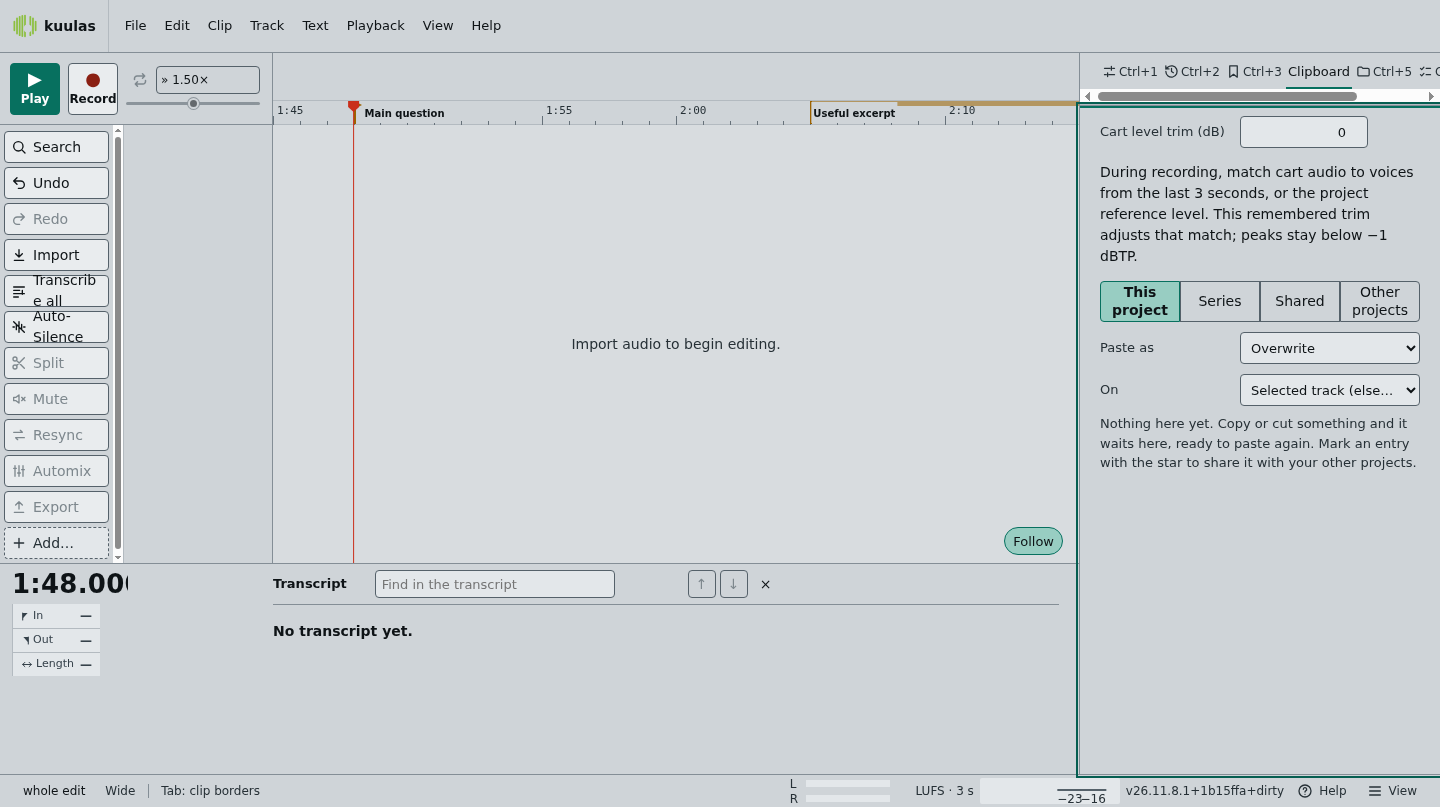 kuulas File Edit Clip Track Text Playback View Help
Play
Record
» 1.50×
Ctrl+1 Ctrl+2 Ctrl+3 Clipboard Ctrl+5
1:45 Main question 1:55 2:00 Useful excerpt 2:10
Search
Undo
Redo
Import
Transcrib
e all
Auto-
Silence
Split
Mute
Resync
Automix
Export
Add…
Import audio to begin editing.
Follow
Cart level trim (dB) 0
During recording, match cart audio to voices
from the last 3 seconds, or the project
reference level. This remembered trim
adjusts that match; peaks stay below −1
dBTP.
This
project
Series
Shared
Other
projects
Paste as Overwrite
On Selected track (else…
Nothing here yet. Copy or cut something and it
waits here, ready to paste again. Mark an entry
with the star to share it with your other projects.
1:48.00
In —
Out —
Length —
Transcript Find in the transcript ↑ ↓ ×
No transcript yet.
whole edit Wide Tab: clip borders
L
R
LUFS · 3 s
−23 −16
v26.11.8.1+1b15ffa+dirty Help View